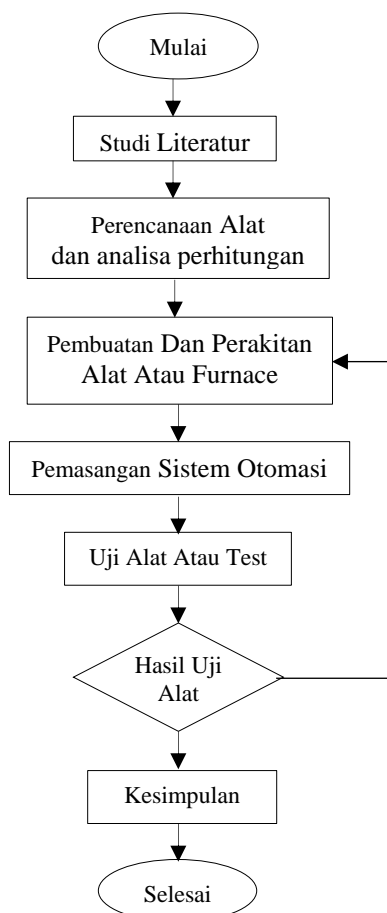 Mulai
Studi Literatur
Perencanaan Alat
dan analisa perhitungan
Pembuatan Dan Perakitan
Alat Atau Furnace
Pemasangan Sistem Otomasi
Uji Alat Atau Test
Hasil Uji
Alat
Kesimpulan
Selesai